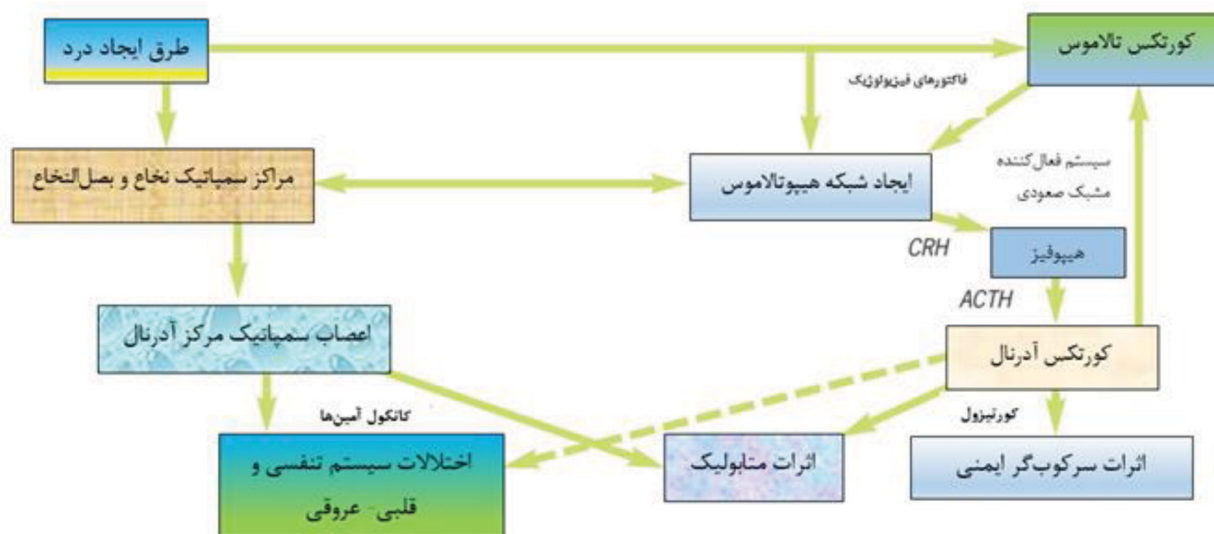 کورتکس تالاموس
طرق ایجاد درد
فاکتورهای فیزیولوژیک
سیستم فعال‌کننده
مشبک صعودی
ایجاد شبکه هیپوتالاموس
مراکز سمپاتیک نخاع و بصل‌النخاع
CRH
هیپوفیز
ACTH
کورتکس آدرنال
اعصاب سمپاتیک مرکز آدرنال
کورتیزول
کاتکول آمین‌ها
اثرات سرکوب‌گر ایمنی
اثرات متابولیک
اختلالات سیستم تنفسی و
قلبی- عروقی